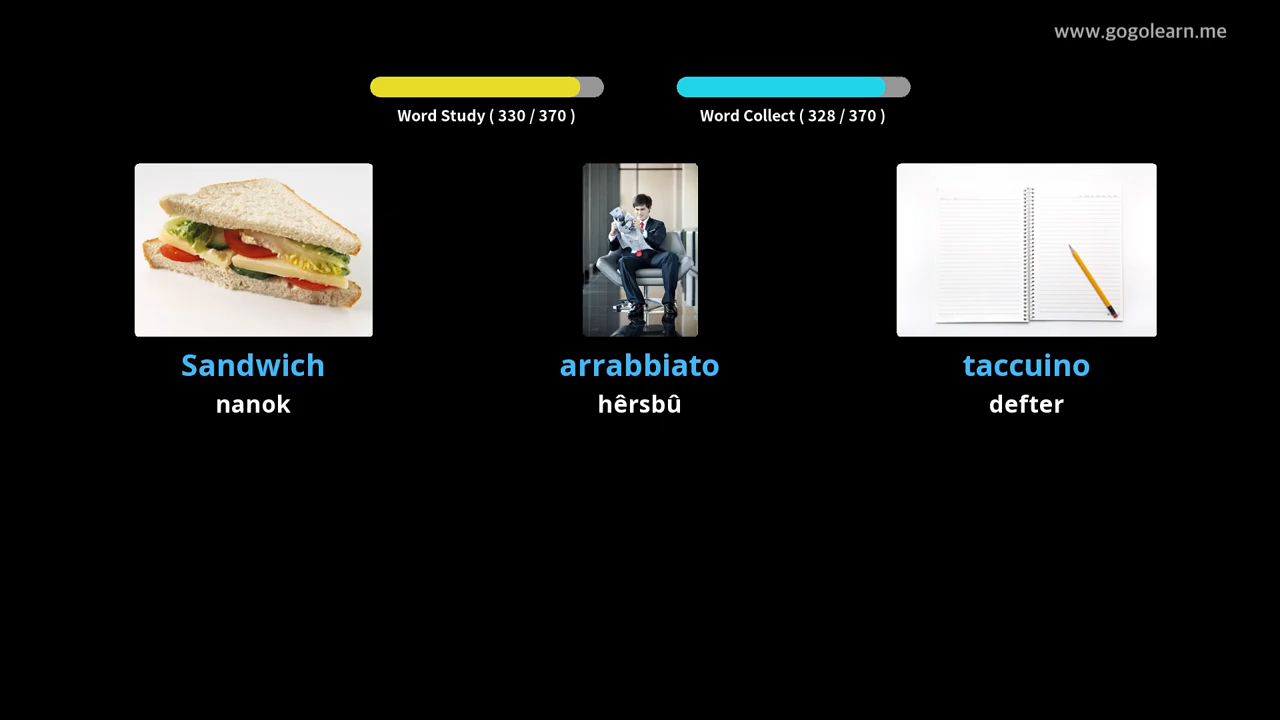 www.gogolearn.me
Word Study ( 330 / 370 )
Word Collect ( 328 / 370 )
Sandwich
nanok
arrabbiato
hêrsbû
taccuino
defter